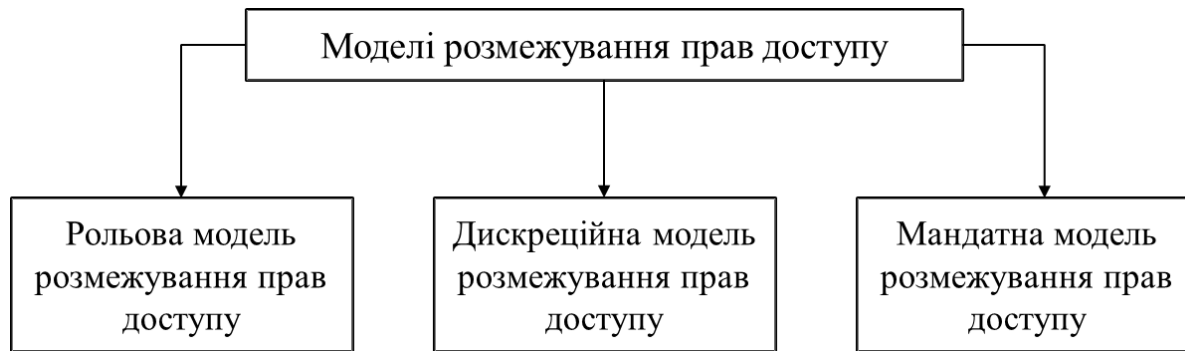 Моделі розмежування прав доступу
Рольова модель
розмежування прав
доступу
Дискреційна модель
розмежування прав
доступу
Мандатна модель
розмежування прав
доступу